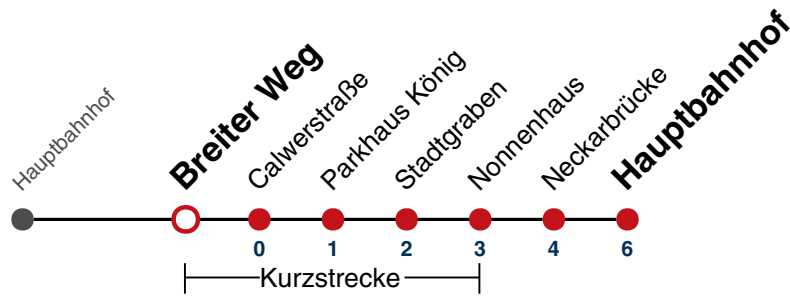 Hauptbahnhof
Breiter Weg
Calwerstraße
Parkhaus König
Stadtgraben
Nonnenhaus
Neckarbrücke
Hauptbahnhof
0 1 2 3 4 6
Kurzstrecke